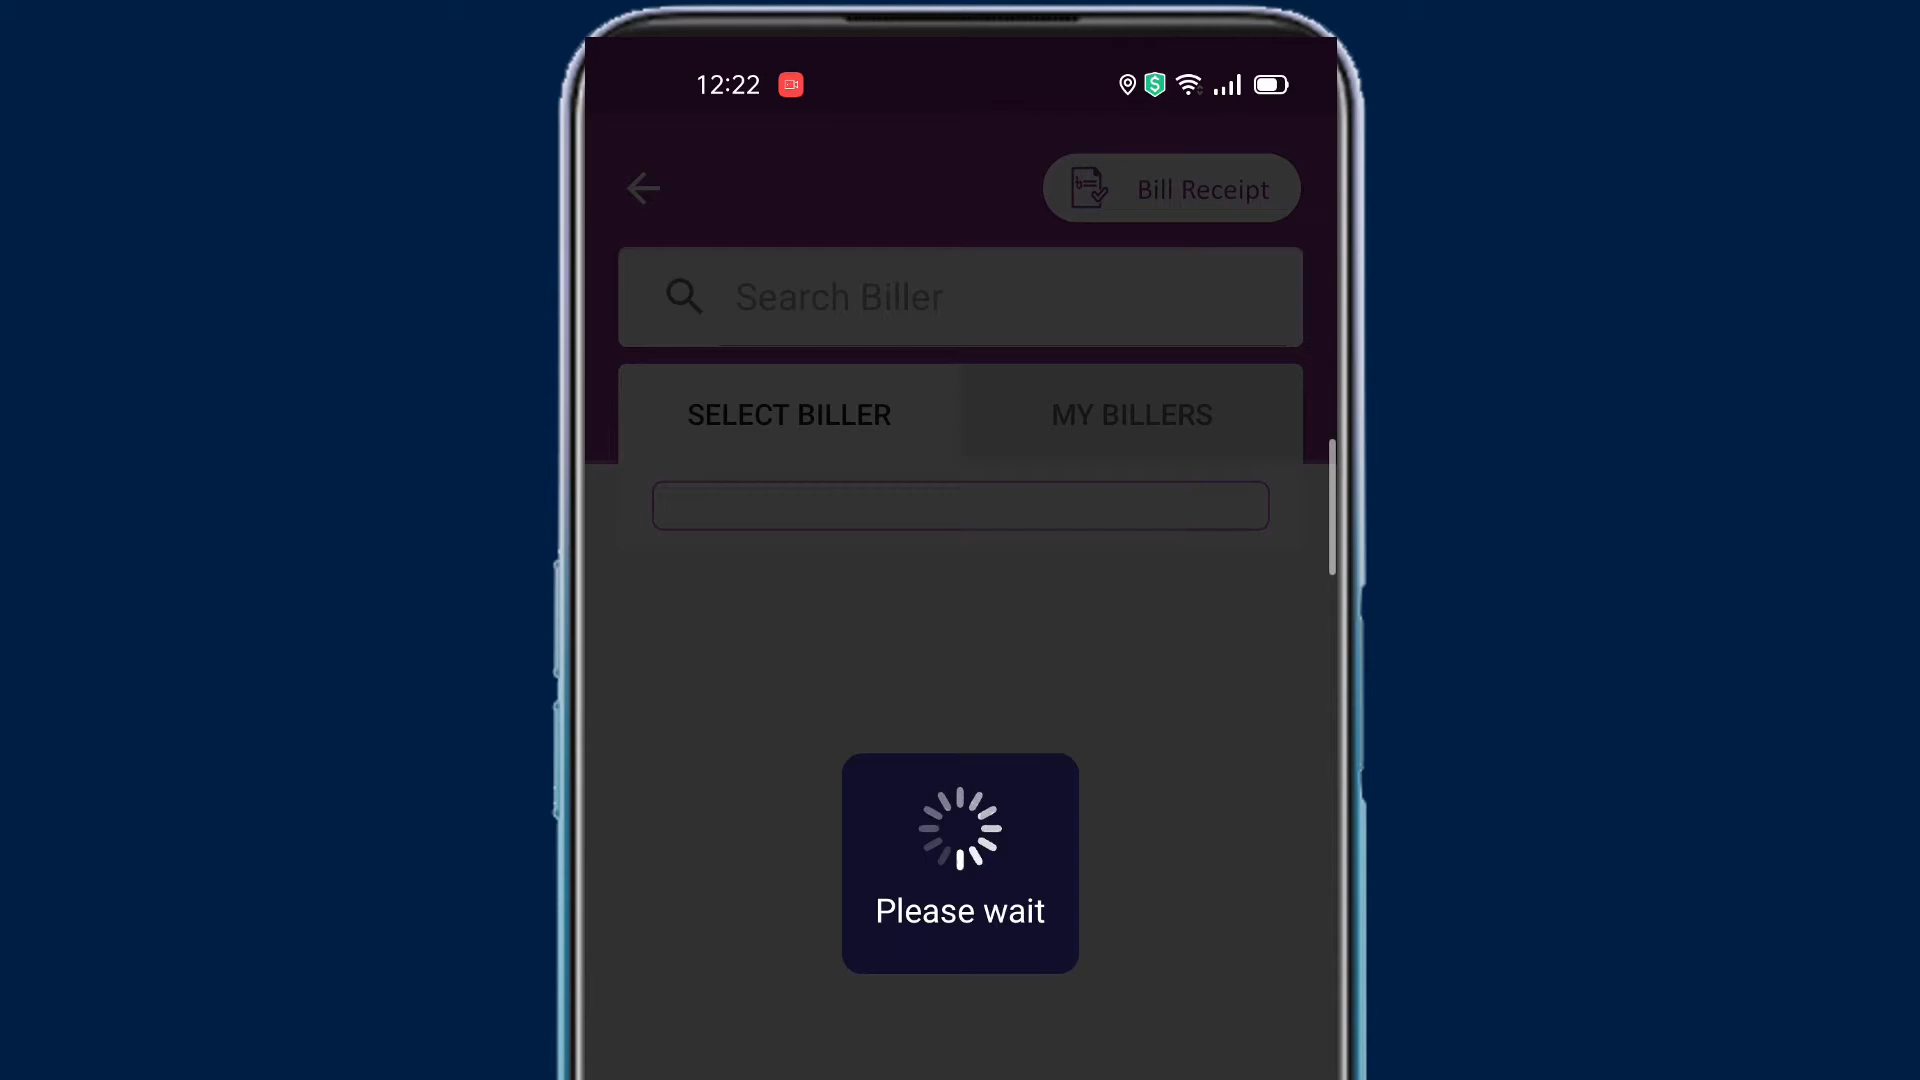 12:22
Bill Receipt
Search Biller
SELECT BILLER
MY BILLERS
Please wait